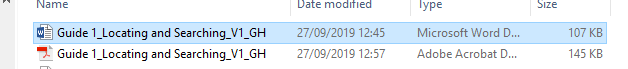 Name Date modified Type Size
Guide 1_Locating and Searching_V1_GH 27/09/2019 12:45 Microsoft Word D... 107 KB
Guide 1_Locating and Searching_V1_GH 27/09/2019 12:57 Adobe Acrobat D... 145 KB